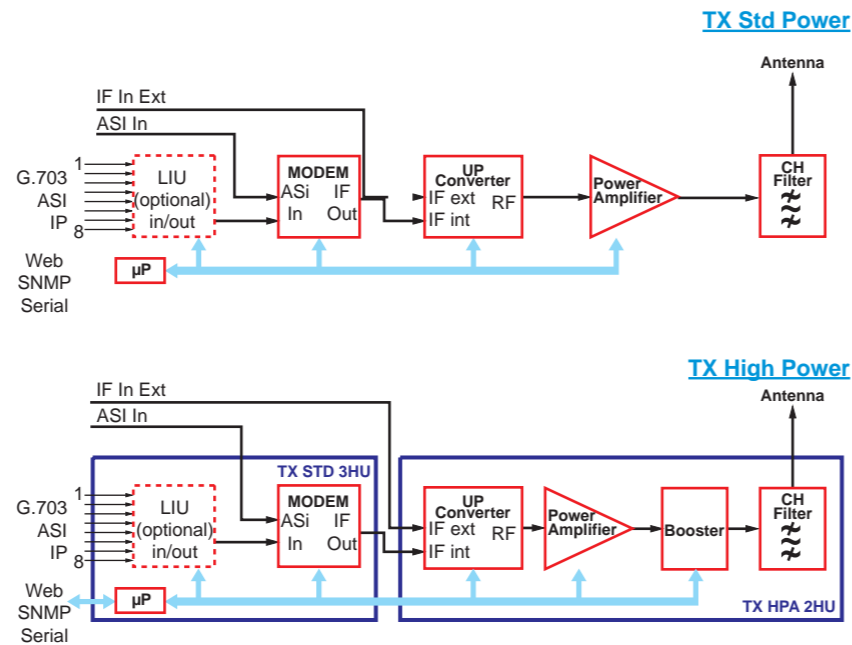 TX Std Power
Antenna
IF In Ext
ASI In
1
G.703
ASI
IP
8
LIU
(optional)
in/out
MODEM
ASi IF
In Out
UP
Converter
IF ext RF
IF int
Power
Amplifier
CH
Filter
Web
SNMP
Serial
µP
TX High Power
Antenna
IF In Ext
ASI In
TX STD 3HU
1
G.703
ASI
IP
8
LIU
(optional)
in/out
MODEM
ASi IF
In Out
UP
Converter
IF ext RF
IF int
Power
Amplifier
Booster
CH
Filter
Web
SNMP
Serial
µP
TX HPA 2HU